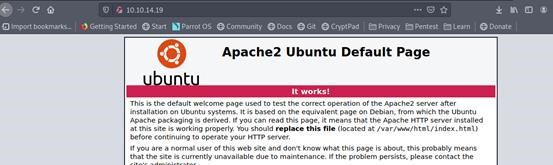 10.10.14.19
Import bookmarks... Getting Started Start Parrot OS Community Docs Git CryptPad Privacy Pentest Learn Donate
Apache2 Ubuntu Default Page
ubuntu
It works!
This is the default welcome page used to test the correct operation of the Apache2 server after
installation on Ubuntu systems. It is based on the equivalent page on Debian, from which the Ubuntu
Apache packaging is derived. If you can read this page, it means that the Apache HTTP server installed
at this site is working properly. You should replace this file (located at /var/www/html/index.html)
before continuing to operate your HTTP server.
If you are a normal user of this web site and don't know what this page is about, this probably means
that the site is currently unavailable due to maintenance. If the problem persists, please contact the
site's administrator.